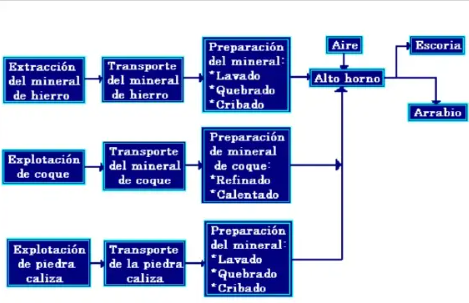 Extracción
del mineral
de hierro
Transporte
del mineral
de hierro
Preparación
del mineral:
*Lavado
*Quebrado
*Cribado
Aire
Alto horno
Escoria
Arrabio
Explotación
de coque
Transporte
del mineral
de coque
Preparación
de mineral
de coque:
*Refinado
*Calentado
Explotación
de piedra
caliza
Transporte
de la piedra
caliza
Preparación
del mineral:
*Lavado
*Quebrado
*Cribado